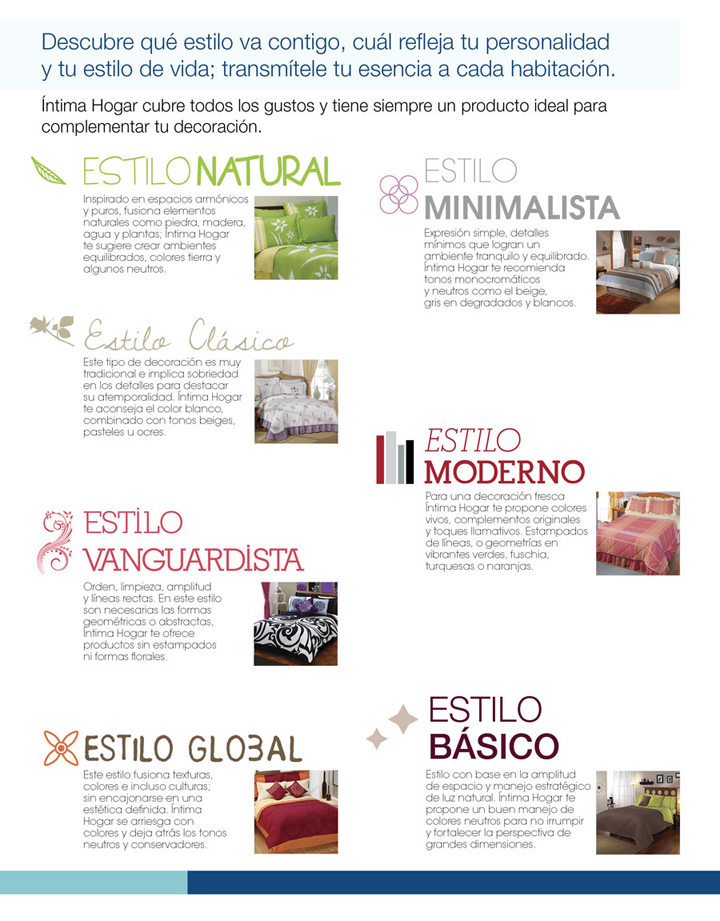 Descubre qué estilo va contigo, cuál refleja tu personalidad
y tu estilo de vida; transmítele tu esencia a cada habitación.
Íntima Hogar cubre todos los gustos y tiene siempre un producto ideal para
complementar tu decoración.
ESTILO NATURAL
Inspirado en espacios armónicos
y puros, fusiona elementos
naturales como piedra, madera,
agua y plantas; Íntima Hogar
te sugiere crear ambientes
equilibrados, colores tierra y
algunos neutros.
ESTILO
MINIMALISTA
Expresión simple, detalles
mínimos que logran un
ambiente tranquilo y equilibrado.
Íntima Hogar te recomienda
tonos monocromáticos
y neutros como el beige,
gris en degradados y blancos.
Estilo Clásico
Este tipo de decoración es muy
tradicional e implica sobriedad
en los detalles para destacar
su atemporalidad. Íntima Hogar
te aconseja el color blanco,
combinado con tonos beiges,
pasteles u ocres.
ESTILO
MODERNO
Para una decoración fresca
Íntima Hogar te propone colores
vivos, complementos originales
y toques llamativos. Estampados
de líneas, o geometrías en
vibrantes verdes, fuschia,
turquesas o naranjas.
ESTILO
VANGUARDISTA
Orden, limpieza, amplitud
y líneas rectas. En este estilo
son necesarias las formas
geométricas o abstractas,
Íntima Hogar te ofrece
productos sin estampados
ni formas florales.
ESTILO GLOBAL
Este estilo fusiona texturas,
colores e incluso culturas;
sin encajonarse en una
estética definida. Íntima
Hogar se arriesga con
colores y deja atrás los tonos
neutros y conservadores.
ESTILO
BÁSICO
Estilo con base en la amplitud
de espacio y manejo estratégico
de luz natural. Íntima Hogar te
propone un buen manejo de
colores neutros para no irrumpir
y fortalecer la perspectiva de
grandes dimensiones.